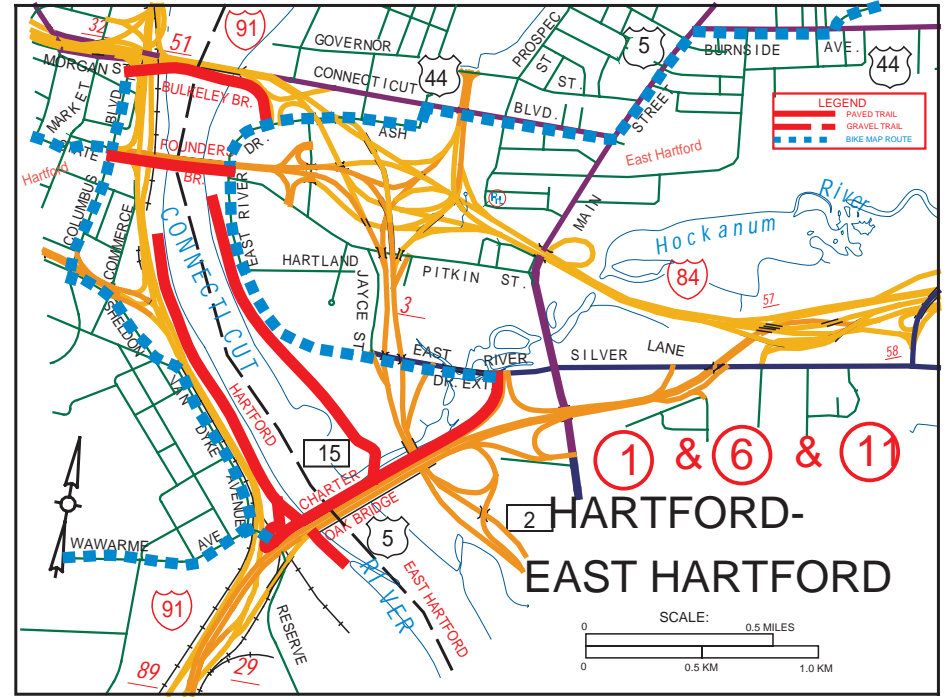 32
51
91
GOVERNOR
PROSPEC
ST
ST.
5
BURNSIDE AVE.
44
44
MORGAN ST
CONNECTICUT BLVD.
BULKELEY BR.
MARKET
BLVD
ASH
STREET
LEGEND
PAVED TRAIL
GRAVEL TRAIL
BIKE MAP ROUTE
FOUNDERS
BR.
DR.
East Hartford
Hartford
COLUMBUS
COMMERCE
EAST RIVER
MAIN
River
Hockanum
CONNECTICUT
HARTLAND
JAYCE ST
PITKIN ST.
84
3
57
58
SHELDON
EAST RIVER
DR. EXT
SILVER LANE
VAN DYKE AVENUE
HARTFORD
15
1 & 6 & 11
CHARTER
OAK BRIDGE
2
HARTFORD-
EAST HARTFORD
5
WAWARME AVE
RIVER
EAST HARTFORD
91
RESERVE
89
29
SCALE:
0 0.5 MILES
0 0.5 KM 1.0 KM